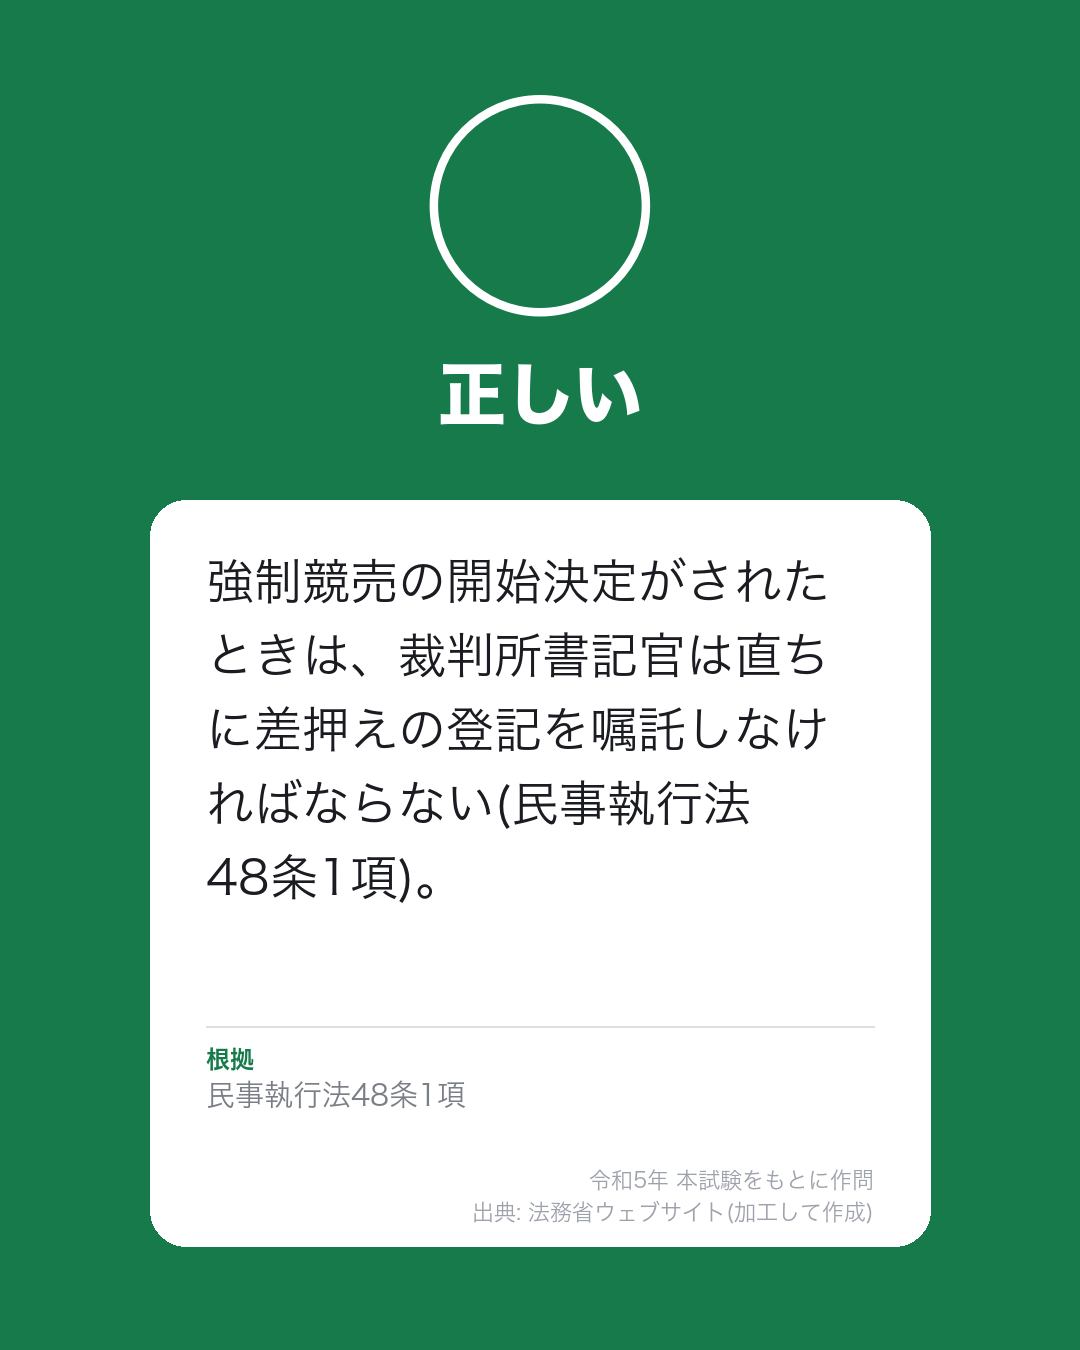 正しい
強制競売の開始決定がされた
ときは、裁判所書記官は直ち
に差押えの登記を嘱託しなけ
ればならない(民事執行法
48条1項)。
根拠
民事執行法48条1項
令和5年 本試験をもとに作問
出典: 法務省ウェブサイト(加工して作成)